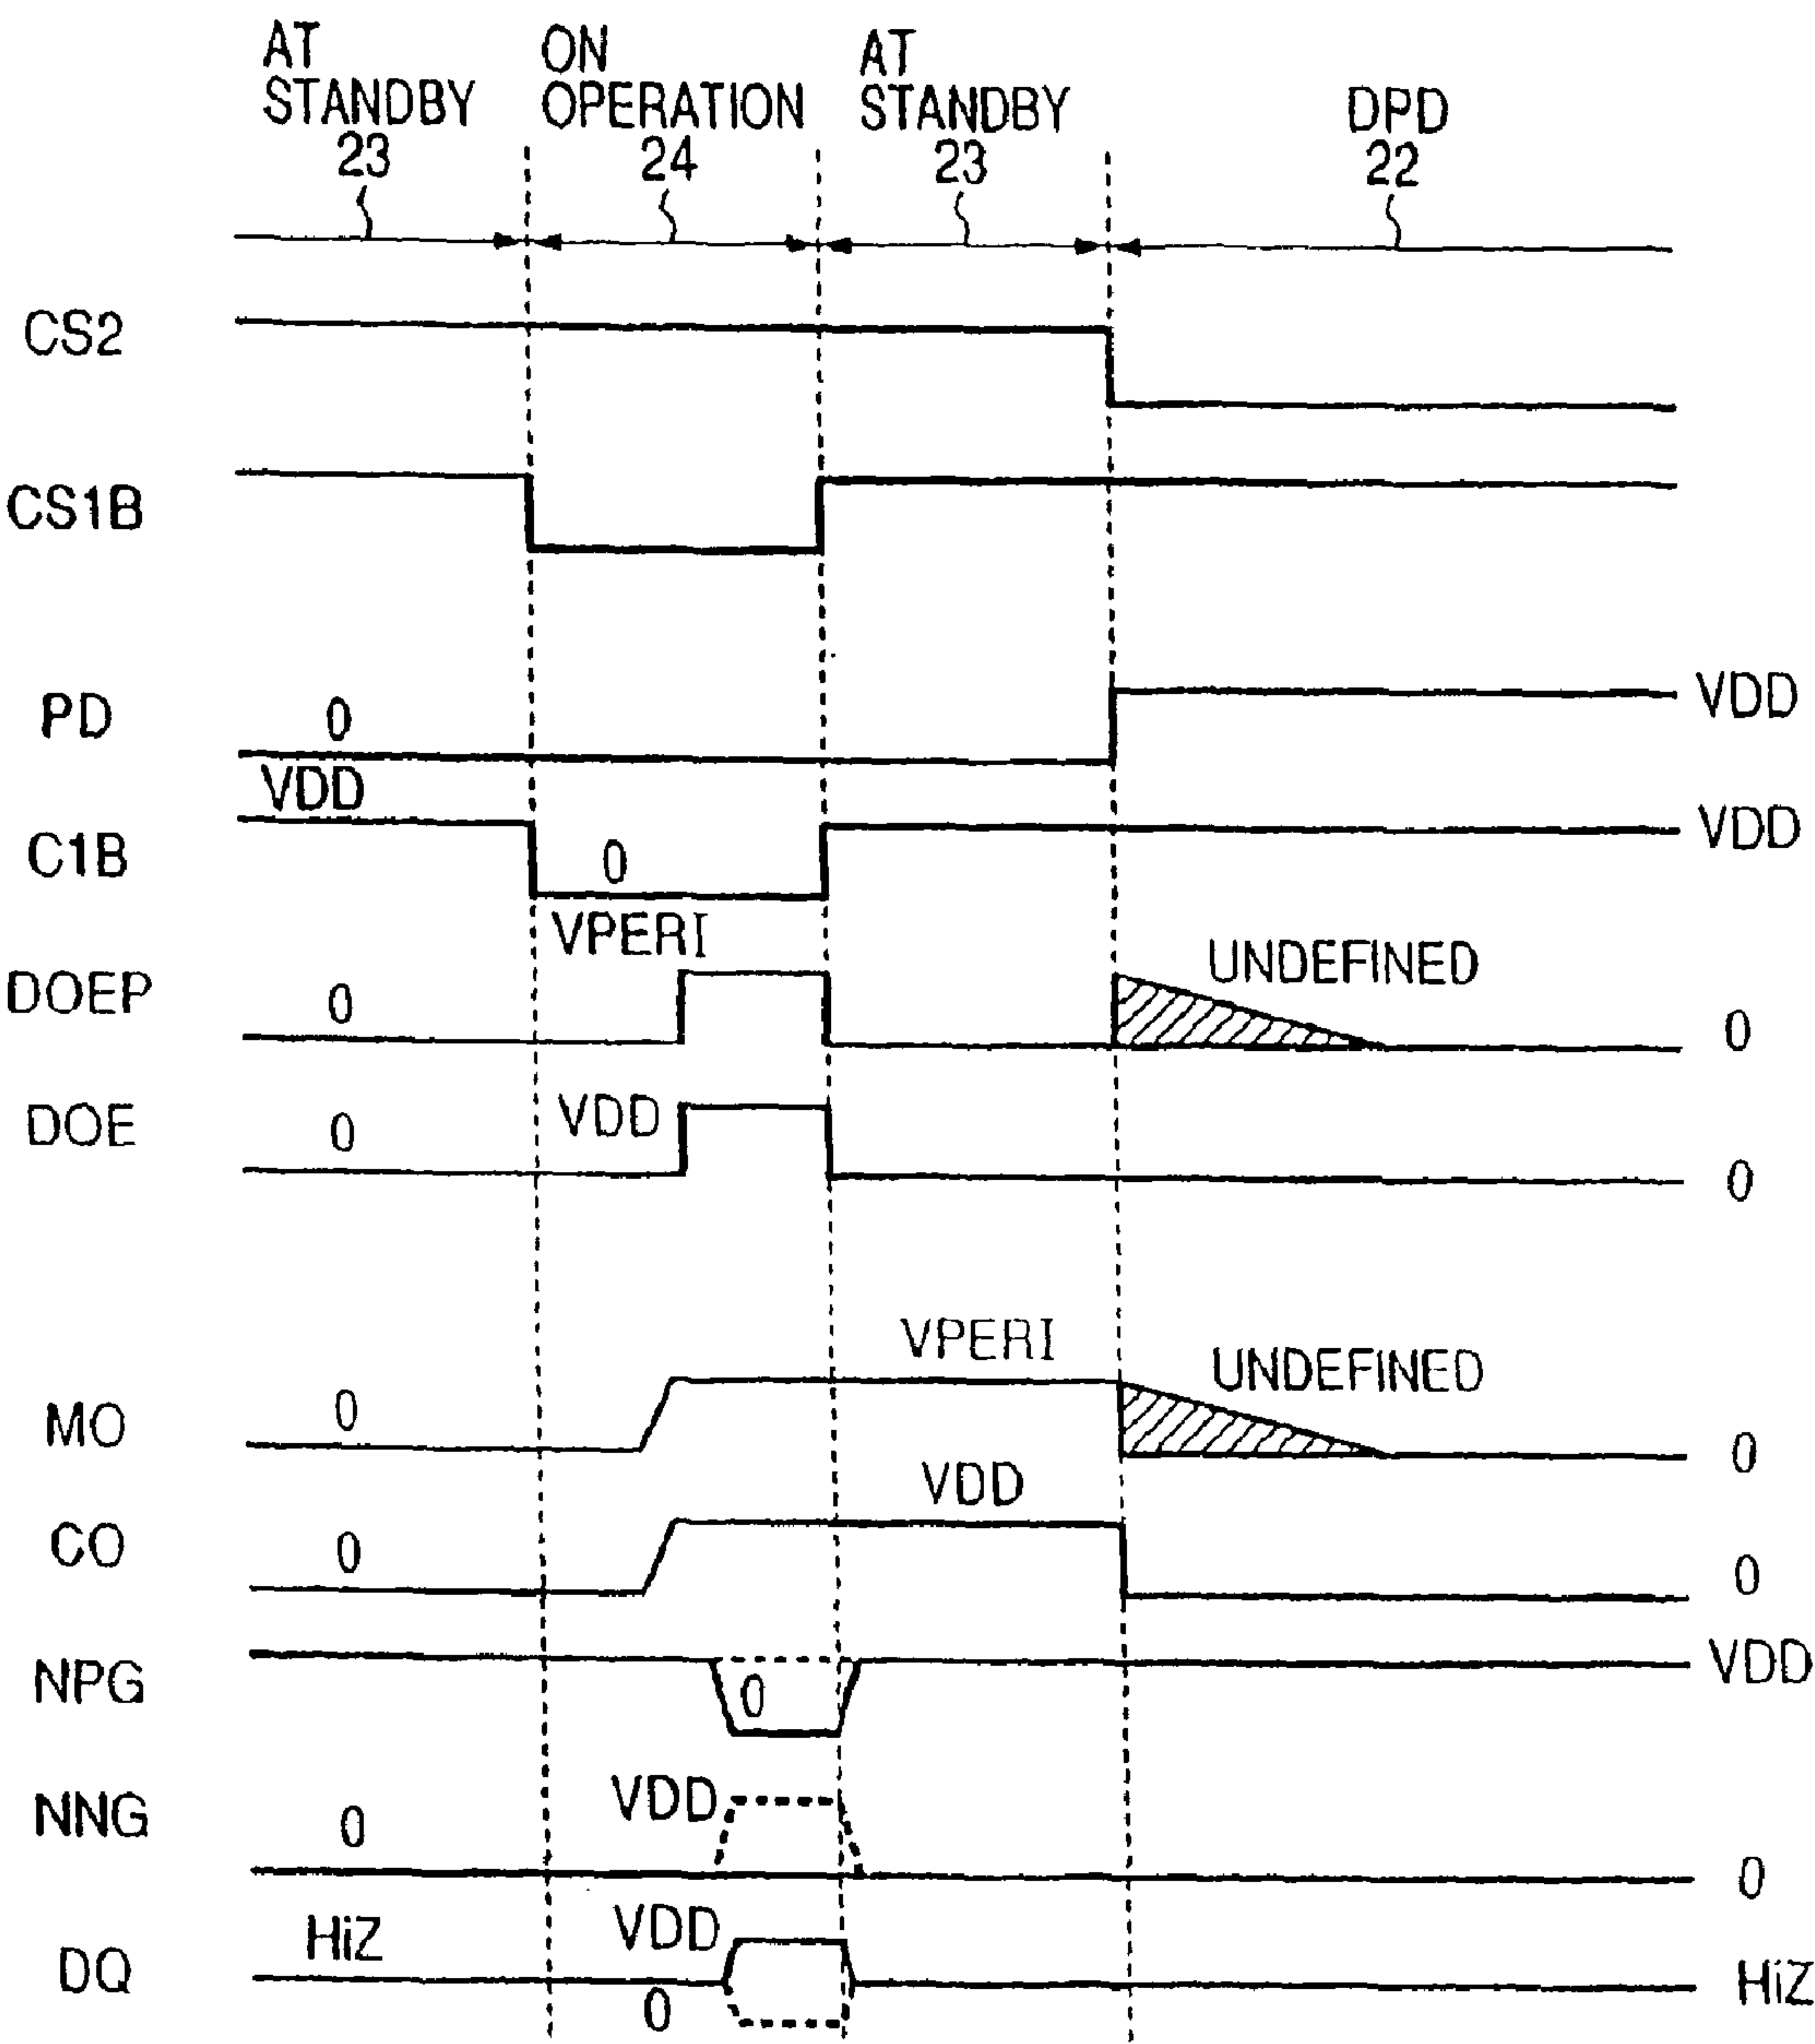 AT
STANDBY
23
ON
OPERATION
24
AT
STANDBY
23
DPD
22
CS2
CS1B
PD
0
VDD
VDD
C1B
0
VDD
VPERI
DOEP
0
UNDEFINED
0
DOE
0
VDD
0
MO
0
VPERI
UNDEFINED
0
CO
0
VDD
0
NPG
0
VDD
NNG
0
VDD
0
DQ
HiZ
VDD
0
HiZ